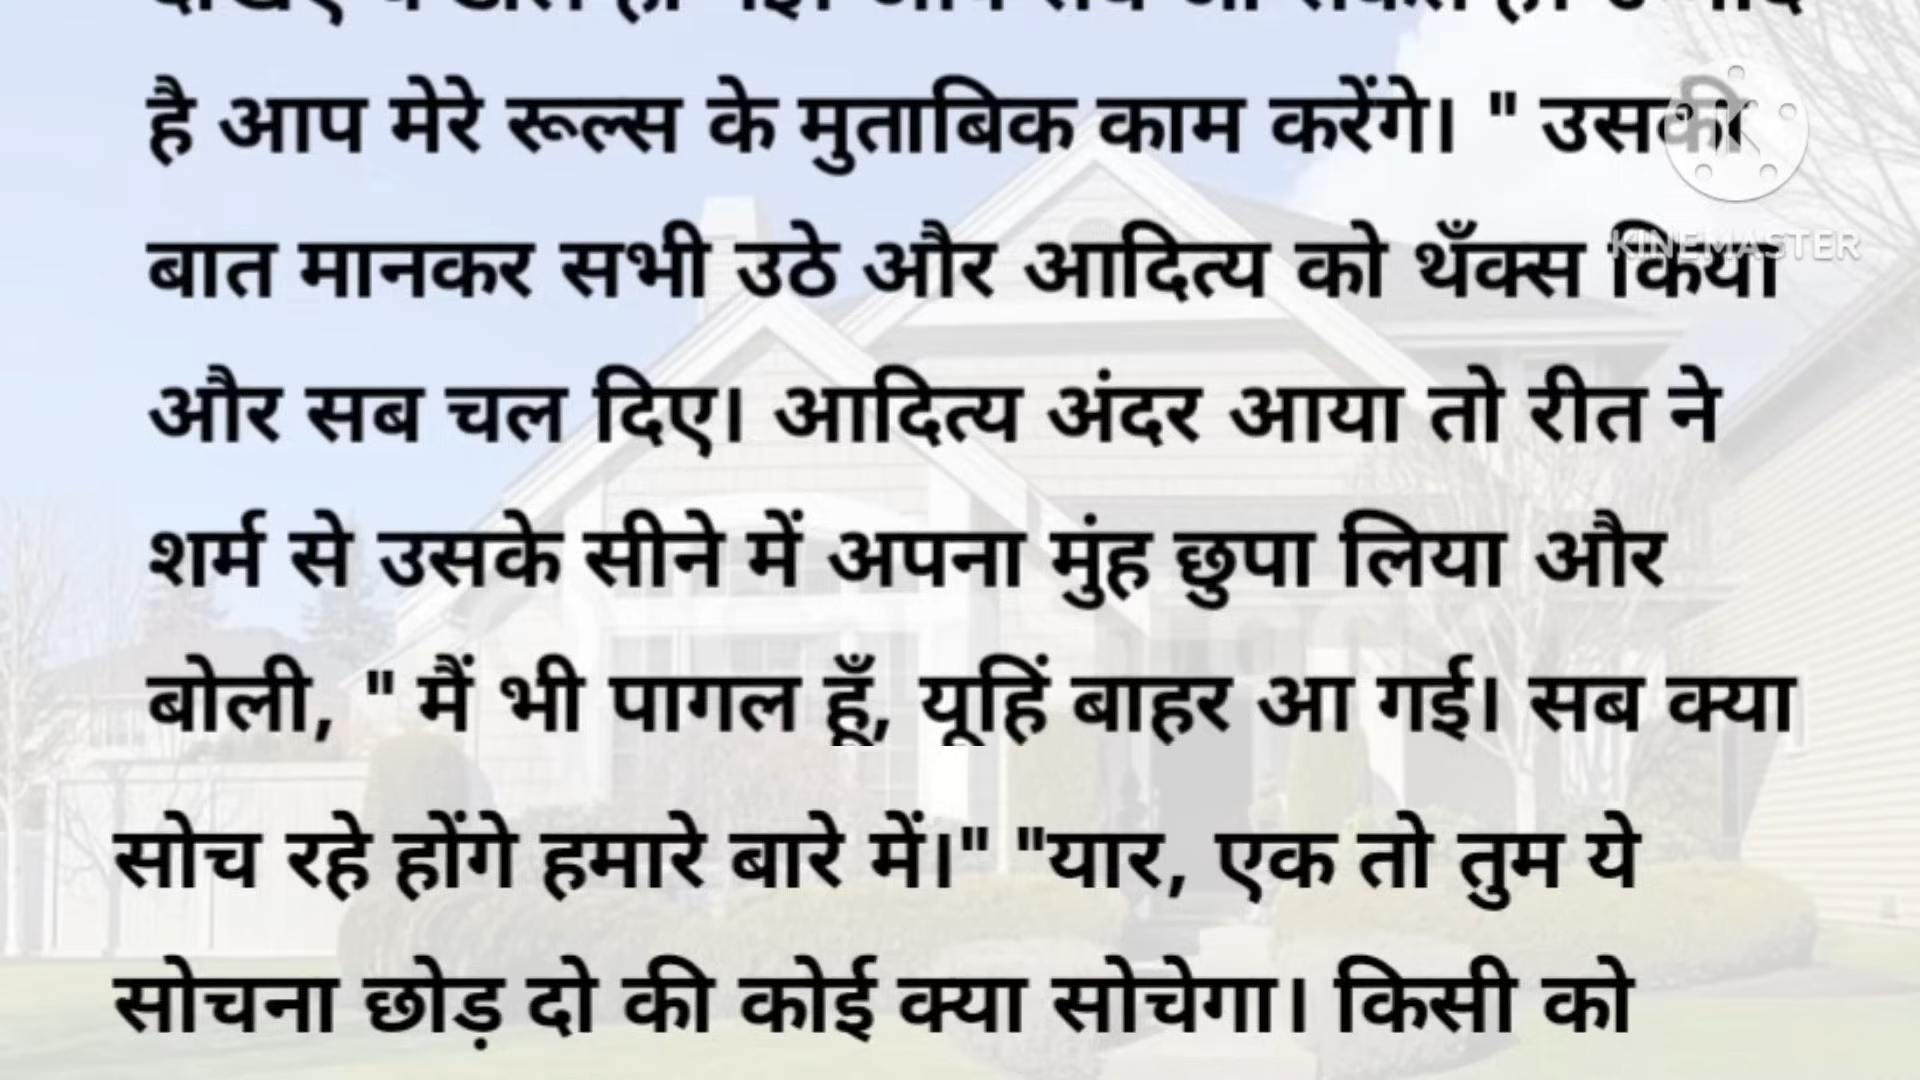 है आप मेरे रूल्स के मुताबिक काम करेंगे। " उसकी
बात मानकर सभी उठे और आदित्य को थँक्स किया
और सब चल दिए। आदित्य अंदर आया तो रीत ने
शर्म से उसके सीने में अपना मुंह छुपा लिया और
बोली, " मैं भी पागल हूँ, यूहिं बाहर आ गई। सब क्या
सोच रहे होंगे हमारे बारे में।" "यार, एक तो तुम ये
सोचना छोड़ दो की कोई क्या सोचेगा। किसी को
KINEMASTER